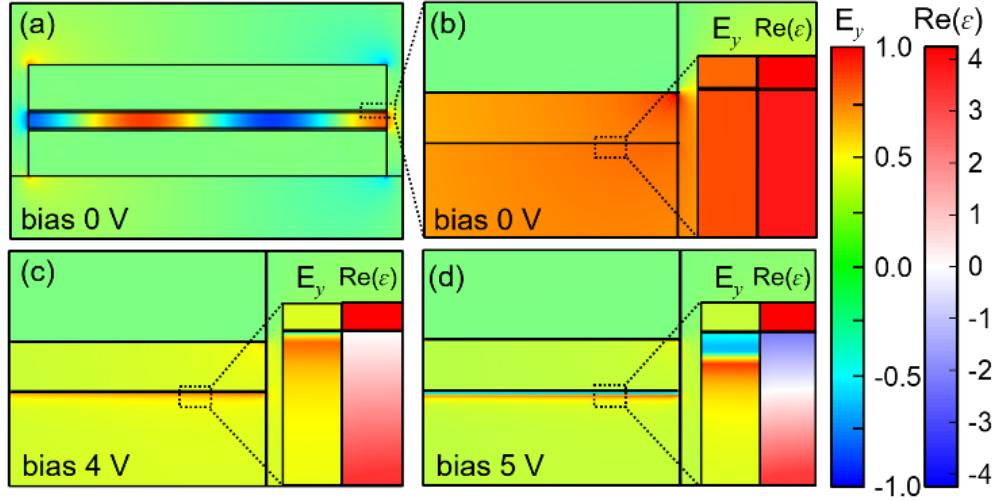 (a)
bias 0 V
(b)
E_y Re(ε)
bias 0 V
(c)
E_y Re(ε)
bias 4 V
(d)
E_y Re(ε)
bias 5 V
E_y
1.0
0.5
0.0
-0.5
-1.0
Re(ε)
4
3
2
1
0
-1
-2
-3
-4